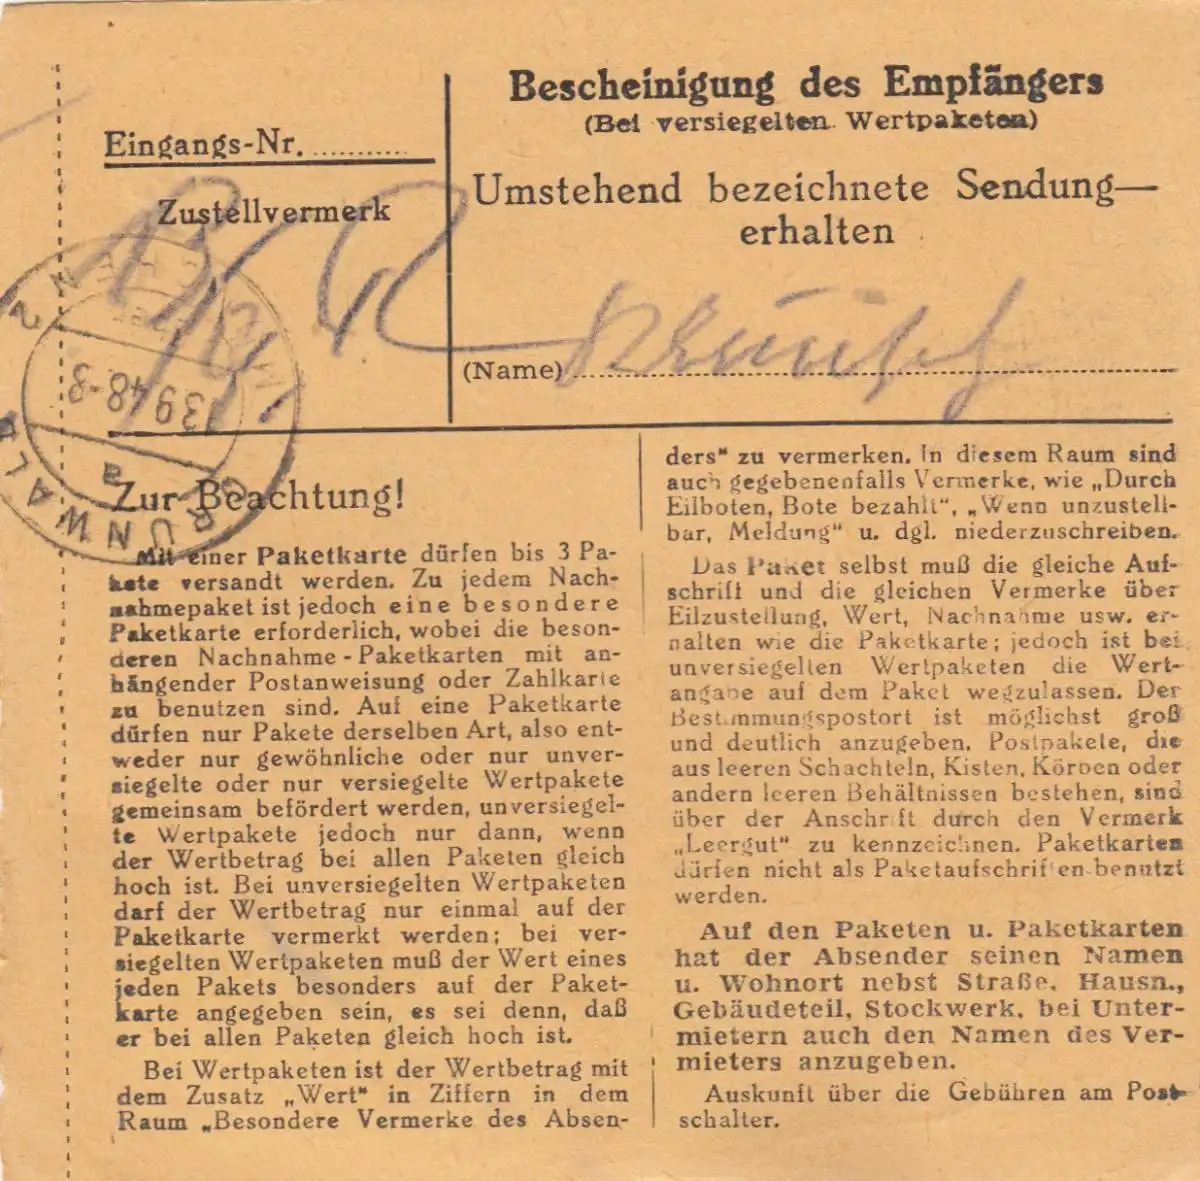 Eingangs-Nr. ...........
Zustellvermerk
Bescheinigung des Empfängers
(Bei versiegelten Wertpaketen)
Umstehend bezeichnete Sendung—
erhalten
(Name)
MÜNCHEN 2
13 9 48 - 8
a
GRUNWALD
Zur Beachtung!
Mit einer Paketkarte dürfen bis 3 Pa-
kete versandt werden. Zu jedem Nach-
nahmepaket ist jedoch eine besondere
Paketkarte erforderlich, wobei die beson-
deren Nachnahme-Paketkarten mit an-
hängender Postanweisung oder Zahlkarte
zu benutzen sind. Auf eine Paketkarte
dürfen nur Pakete derselben Art, also ent-
weder nur gewöhnliche oder nur unver-
siegelte oder nur versiegelte Wertpakete
gemeinsam befördert werden, unversiegel-
te Wertpakete jedoch nur dann, wenn
der Wertbetrag bei allen Paketen gleich
hoch ist. Bei unversiegelten Wertpaketen
darf der Wertbetrag nur einmal auf der
Paketkarte vermerkt werden; bei ver-
siegelten Wertpaketen muß der Wert eines
jeden Pakets besonders auf der Paket-
karte angegeben sein, es sei denn, daß
er bei allen Paketen gleich hoch ist.
Bei Wertpaketen ist der Wertbetrag mit
dem Zusatz „Wert" in Ziffern in dem
Raum „Besondere Vermerke des Absen-
ders" zu vermerken. In diesem Raum sind
auch gegebenenfalls Vermerke, wie „Durch
Eilboten, Bote bezahlt", „Wenn unzustell-
bar, Meldung" u. dgl. niederzuschreiben.
Das Paket selbst muß die gleiche Auf-
schrift und die gleichen Vermerke über
Eilzustellung, Wert, Nachnahme usw. er-
halten wie die Paketkarte; jedoch ist bei
unversiegelten Wertpaketen die Wert-
angabe auf dem Paket wegzulassen. Der
Bestimmungspostort ist möglichst groß
und deutlich anzugeben. Postpakete, die
aus leeren Schachteln, Kisten, Körben oder
andern leeren Behältnissen bestehen, sind
über der Anschrift durch den Vermerk
„Leergut" zu kennzeichnen. Paketkarten
dürfen nicht als Paketaufschriften benutzt
werden.
Auf den Paketen u. Paketkarten
hat der Absender seinen Namen
u. Wohnort nebst Straße, Hausn.,
Gebäudeteil, Stockwerk, bei Unter-
mietern auch den Namen des Ver-
mieters anzugeben.
Auskunft über die Gebühren am Post-
schalter.